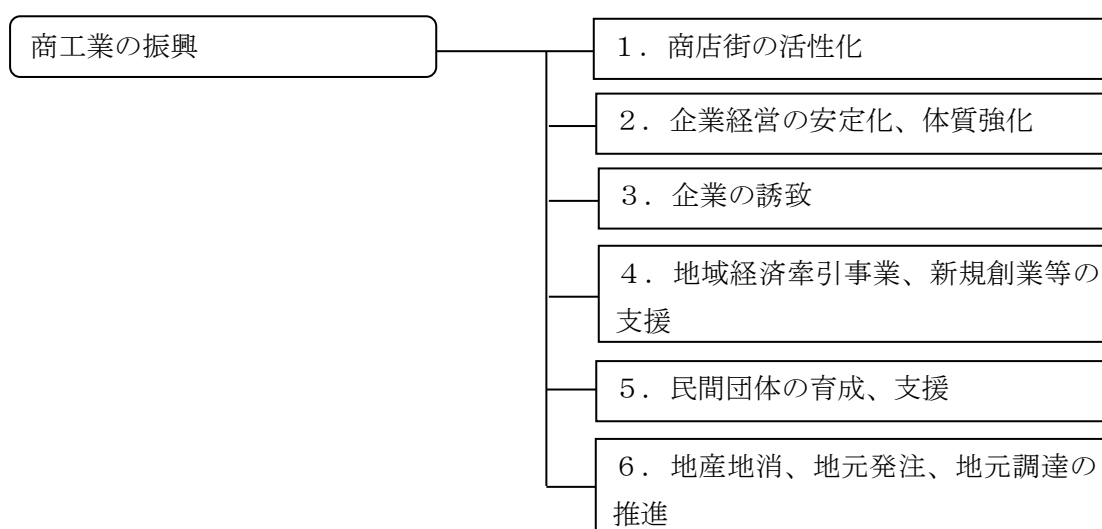 商工業の振興
１．商店街の活性化
２．企業経営の安定化、体質強化
３．企業の誘致
４．地域経済牽引事業、新規創業等の
支援
５．民間団体の育成、支援
６．地産地消、地元発注、地元調達の
推進